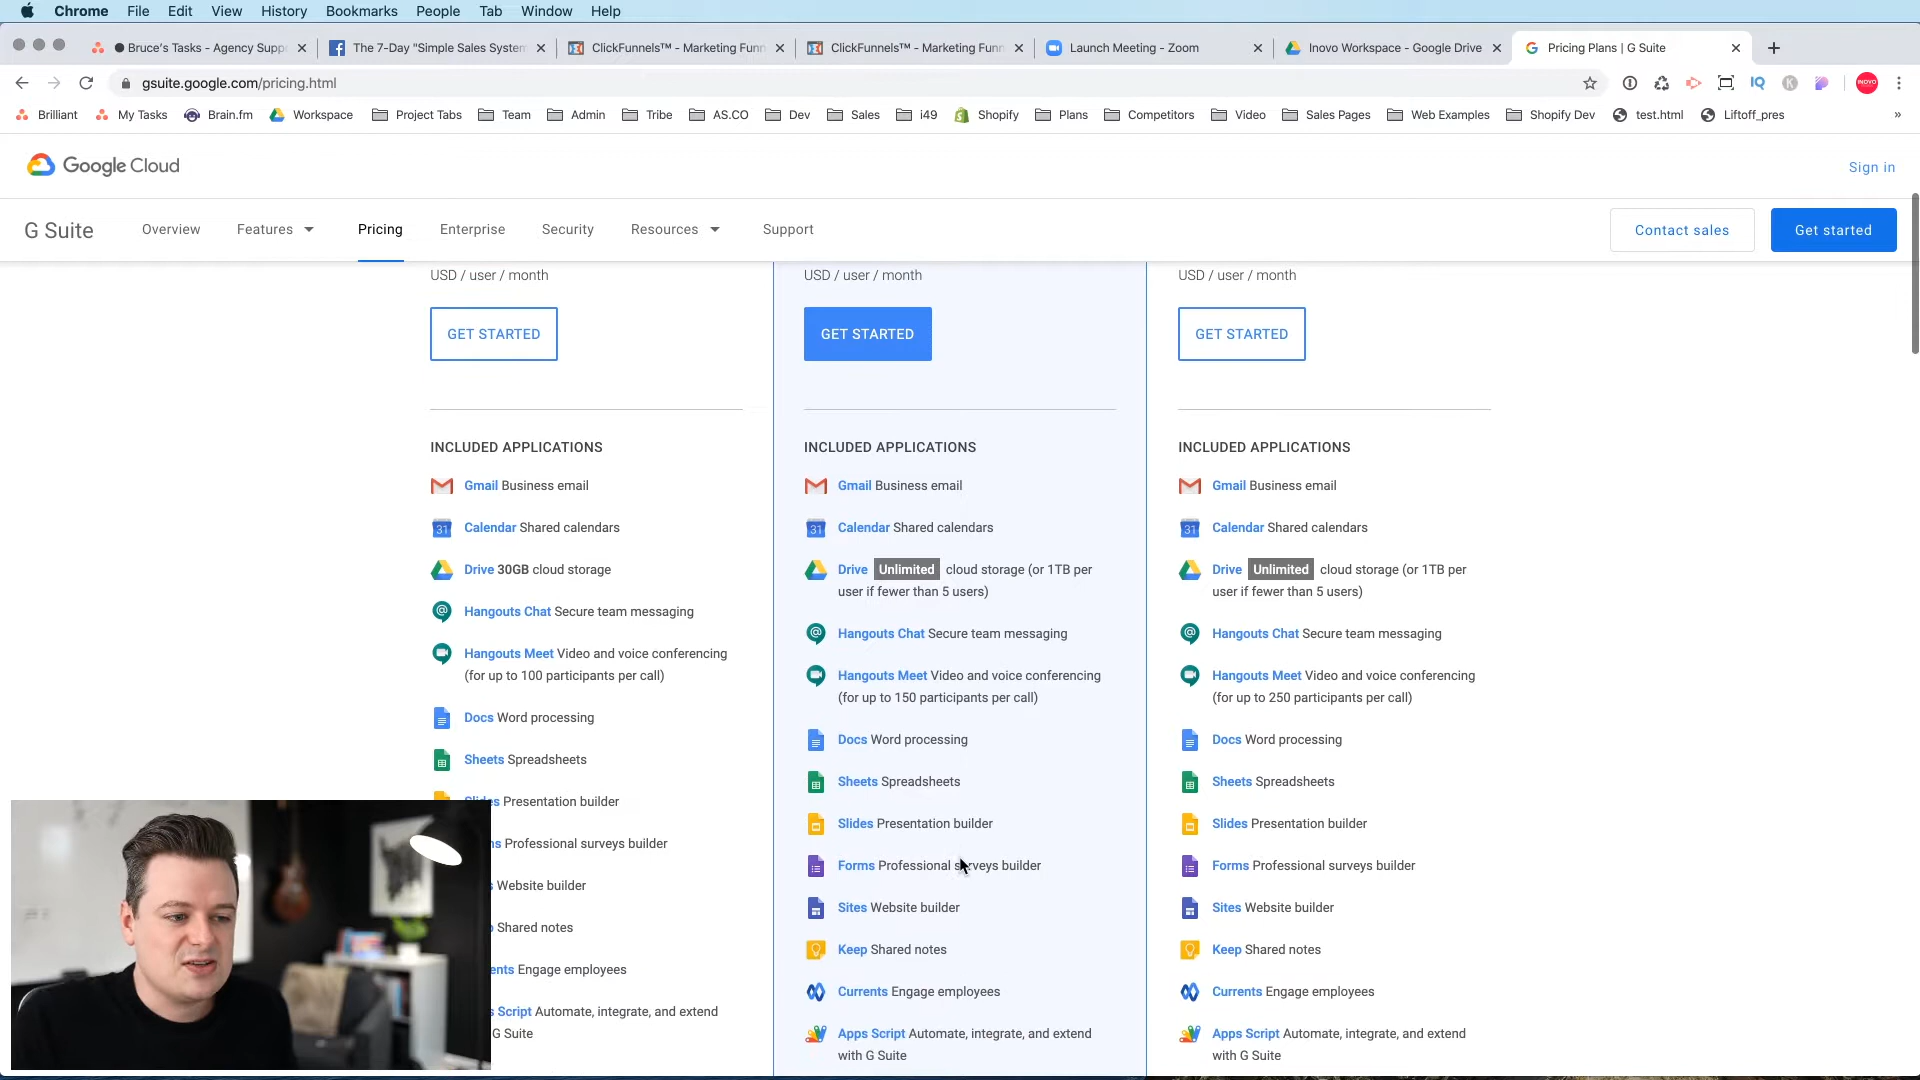 Chrome File Edit View History Bookmarks People Tab Window Help
Bruce's Tasks - Agency Supp
The 7-Day "Simple Sales System
ClickFunnels™ - Marketing Funn
ClickFunnels™ - Marketing Funn
Launch Meeting - Zoom
Inovo Workspace - Google Drive
Pricing Plans | G Suite
gsuite.google.com/pricing.html
Brilliant My Tasks Brain.fm Workspace Project Tabs Team Admin Tribe AS.CO Dev Sales i49 Shopify Plans Competitors Video Sales Pages Web Examples Shopify Dev test.html Liftoff_pres »
Google Cloud
Sign in
G Suite Overview Features Pricing Enterprise Security Resources Support
Contact sales
Get started
USD / user / month
GET STARTED
INCLUDED APPLICATIONS
Gmail Business email
31
Calendar Shared calendars
Drive 30GB cloud storage
Hangouts Chat Secure team messaging
Hangouts Meet Video and voice conferencing
(for up to 100 participants per call)
Docs Word processing
Sheets Spreadsheets
Slides Presentation builder
ns Professional surveys builder
s Website builder
Shared notes
ents Engage employees
s Script Automate, integrate, and extend
G Suite
USD / user / month
GET STARTED
INCLUDED APPLICATIONS
Gmail Business email
31
Calendar Shared calendars
Drive Unlimited cloud storage (or 1TB per
user if fewer than 5 users)
Hangouts Chat Secure team messaging
Hangouts Meet Video and voice conferencing
(for up to 150 participants per call)
Docs Word processing
Sheets Spreadsheets
Slides Presentation builder
Forms Professional surveys builder
Sites Website builder
Keep Shared notes
Currents Engage employees
Apps Script Automate, integrate, and extend
with G Suite
USD / user / month
GET STARTED
INCLUDED APPLICATIONS
Gmail Business email
31
Calendar Shared calendars
Drive Unlimited cloud storage (or 1TB per
user if fewer than 5 users)
Hangouts Chat Secure team messaging
Hangouts Meet Video and voice conferencing
(for up to 250 participants per call)
Docs Word processing
Sheets Spreadsheets
Slides Presentation builder
Forms Professional surveys builder
Sites Website builder
Keep Shared notes
Currents Engage employees
Apps Script Automate, integrate, and extend
with G Suite